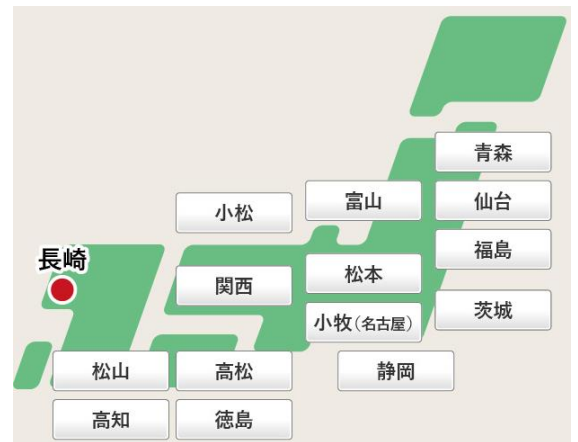 青森
富山
仙台
小松
福島
長崎
関西
松本
茨城
小牧(名古屋)
松山
高松
静岡
高知
徳島